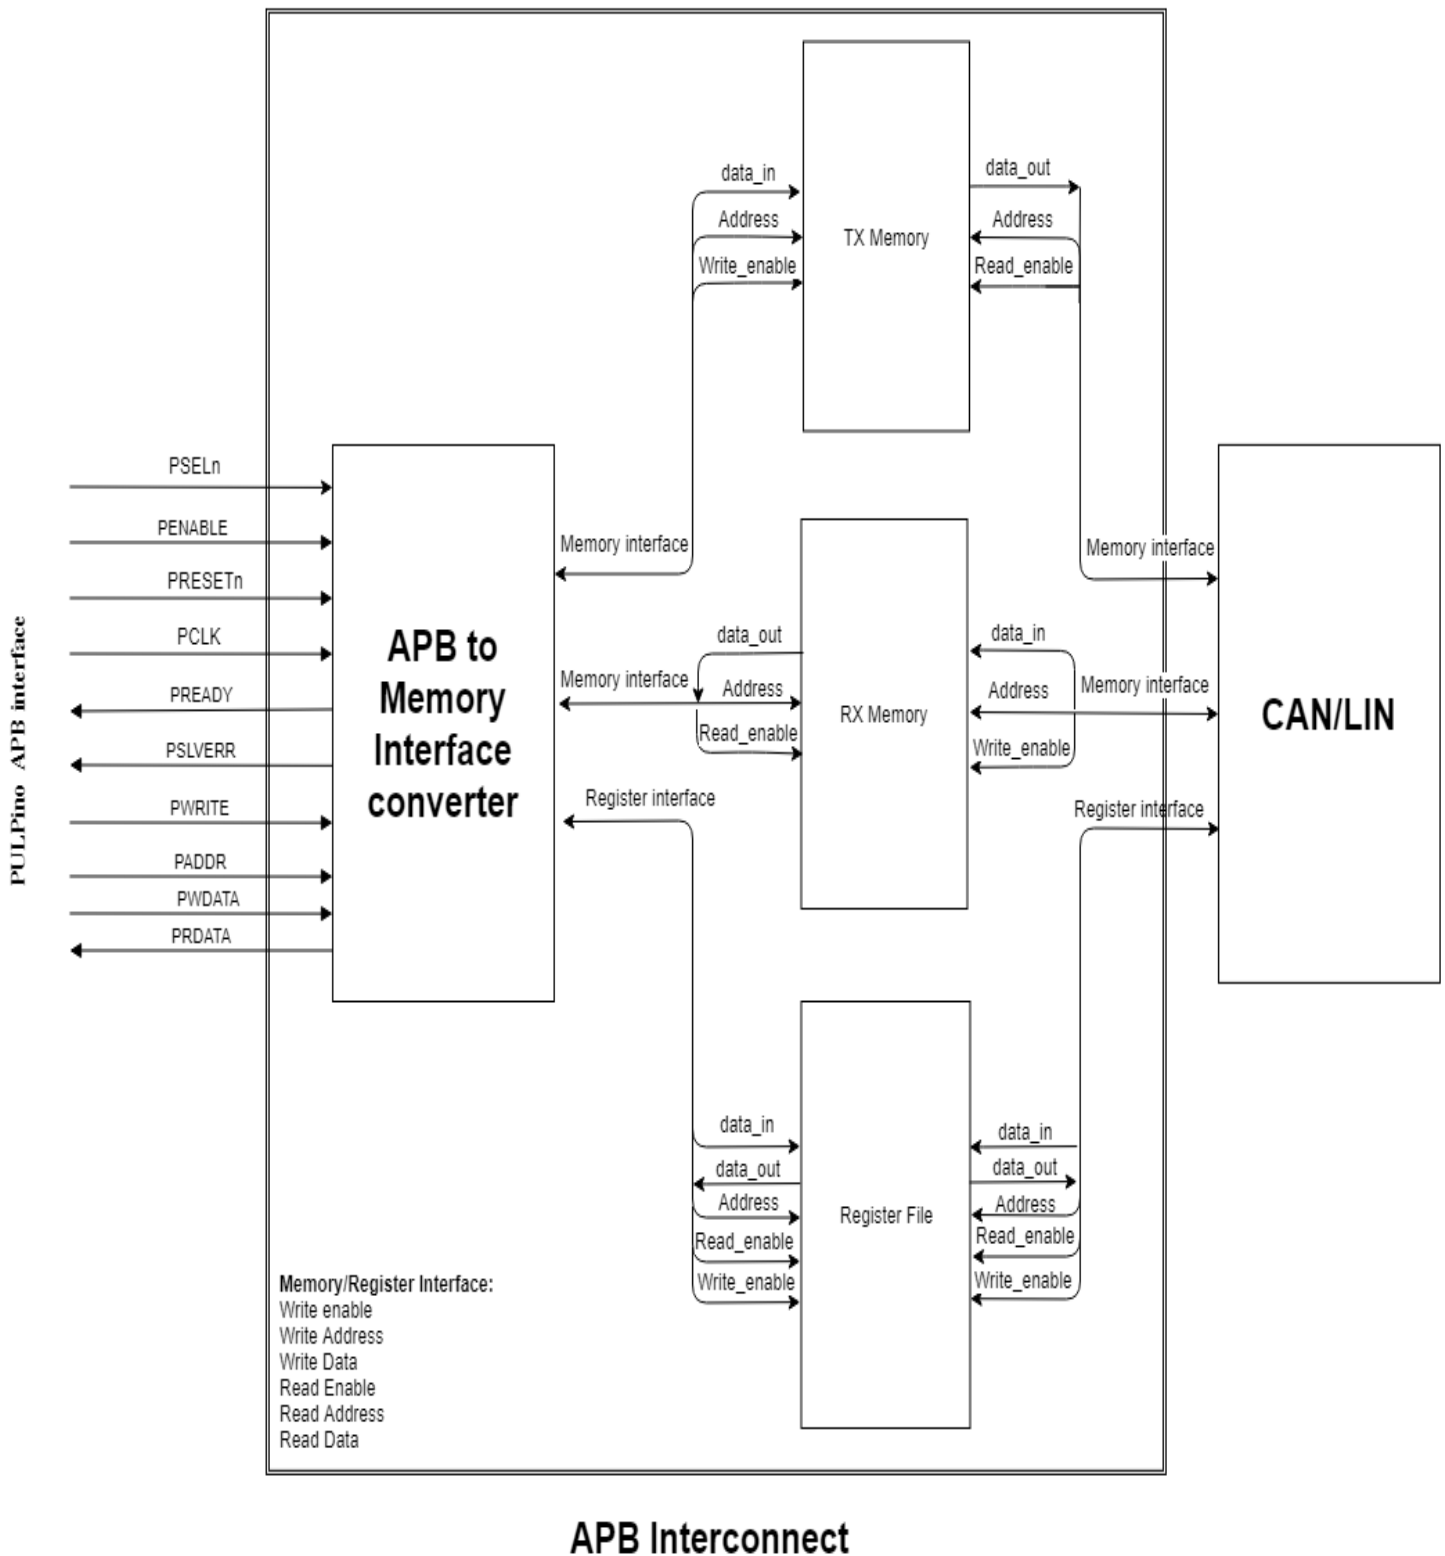 data_in
Address
Write_enable
TX Memory
data_out
Address
Read_enable
PULPino APB interface
PSELn
PENABLE
PRESETn
PCLK
PREADY
PSLVERR
PWRITE
PADDR
PWDATA
PRDATA
APB to
Memory
Interface
converter
Memory interface
Memory interface
Register interface
data_out
Address
Read_enable
RX Memory
data_in
Address
Write_enable
Memory interface
Memory interface
Register interface
CAN/LIN
data_in
data_out
Address
Read_enable
Write_enable
Register File
data_in
data_out
Address
Read_enable
Write_enable
Memory/Register Interface:
Write enable
Write Address
Write Data
Read Enable
Read Address
Read Data
APB Interconnect